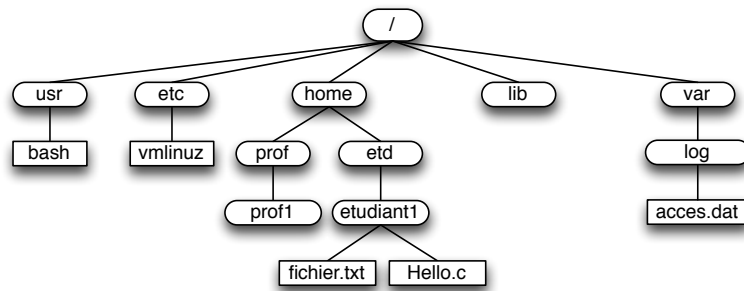 /
usr etc home lib var
bash vmlinuz prof etd log
prof1 etudiant1 acces.dat
fichier.txt Hello.c